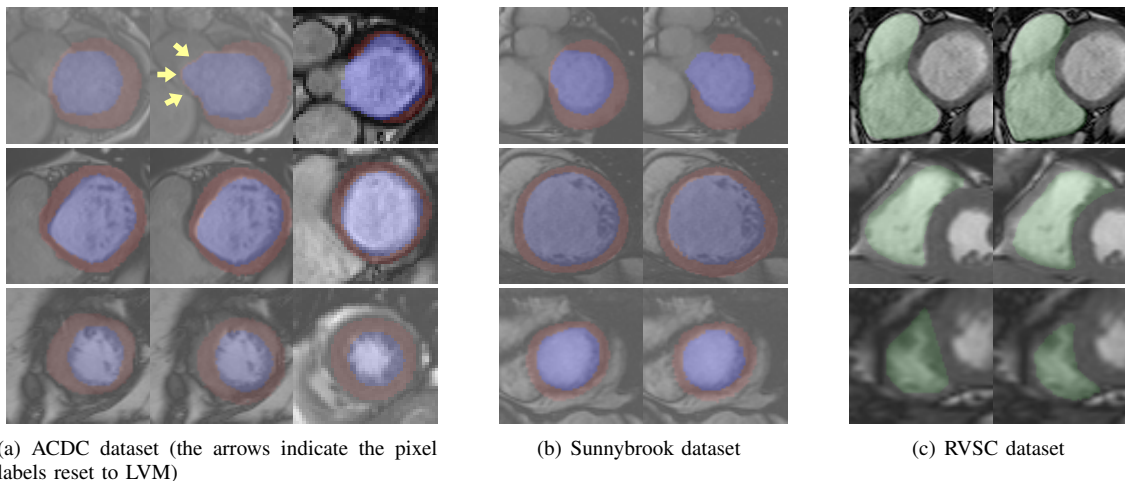 (a) ACDC dataset (the arrows indicate the pixel
labels reset to LVM)
(b) Sunnybrook dataset
(c) RVSC dataset